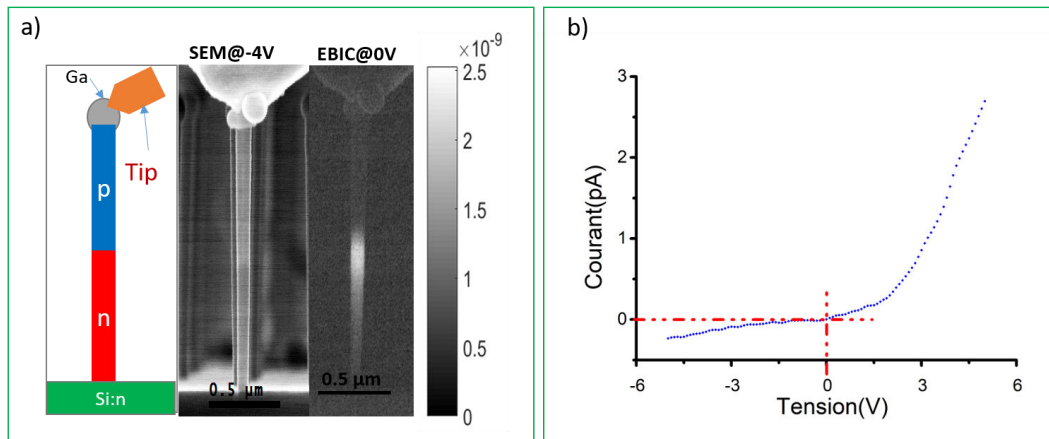 a)
SEM@-4V
EBIC@0V
×10⁻⁹
Ga
Tip
p
n
Si:n
0.5 µm
0.5 µm
2.5
2
1.5
1
0.5
0
b)
Courant(pA)
3
2
1
0
-6
-3
0
3
6
Tension(V)